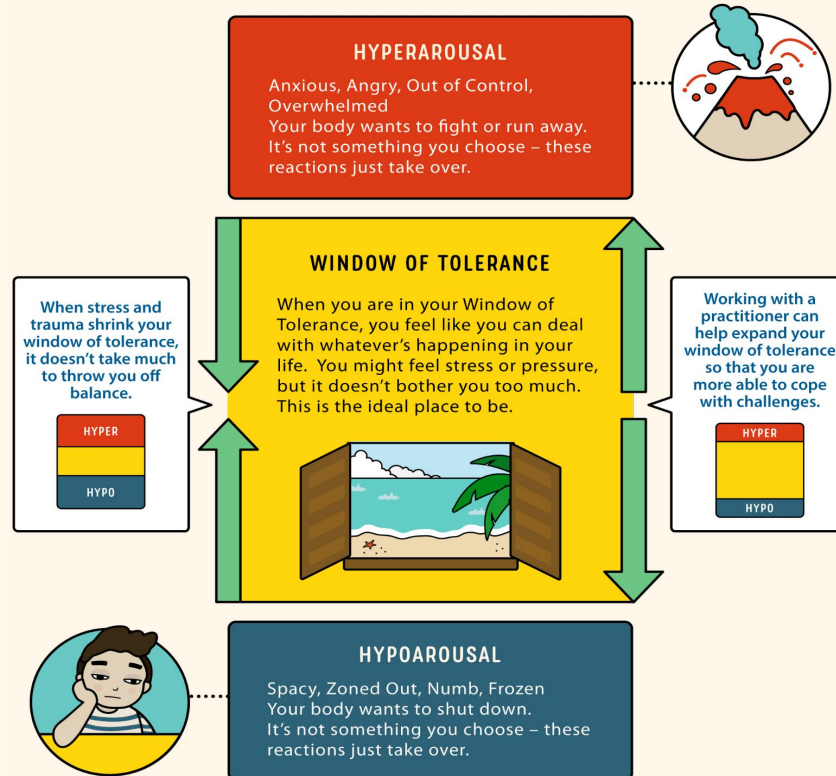 HYPERAROUSAL
Anxious, Angry, Out of Control,
Overwhelmed
Your body wants to fight or run away.
It's not something you choose – these
reactions just take over.
WINDOW OF TOLERANCE
When you are in your Window of
Tolerance, you feel like you can deal
with whatever's happening in your
life. You might feel stress or pressure,
but it doesn't bother you too much.
This is the ideal place to be.
When stress and
trauma shrink your
window of tolerance,
it doesn't take much
to throw you off
balance.
HYPER
HYPO
Working with a
practitioner can
help expand your
window of tolerance
so that you are
more able to cope
with challenges.
HYPER
HYPO
HYPOAROUSAL
Spacy, Zoned Out, Numb, Frozen
Your body wants to shut down.
It's not something you choose – these
reactions just take over.